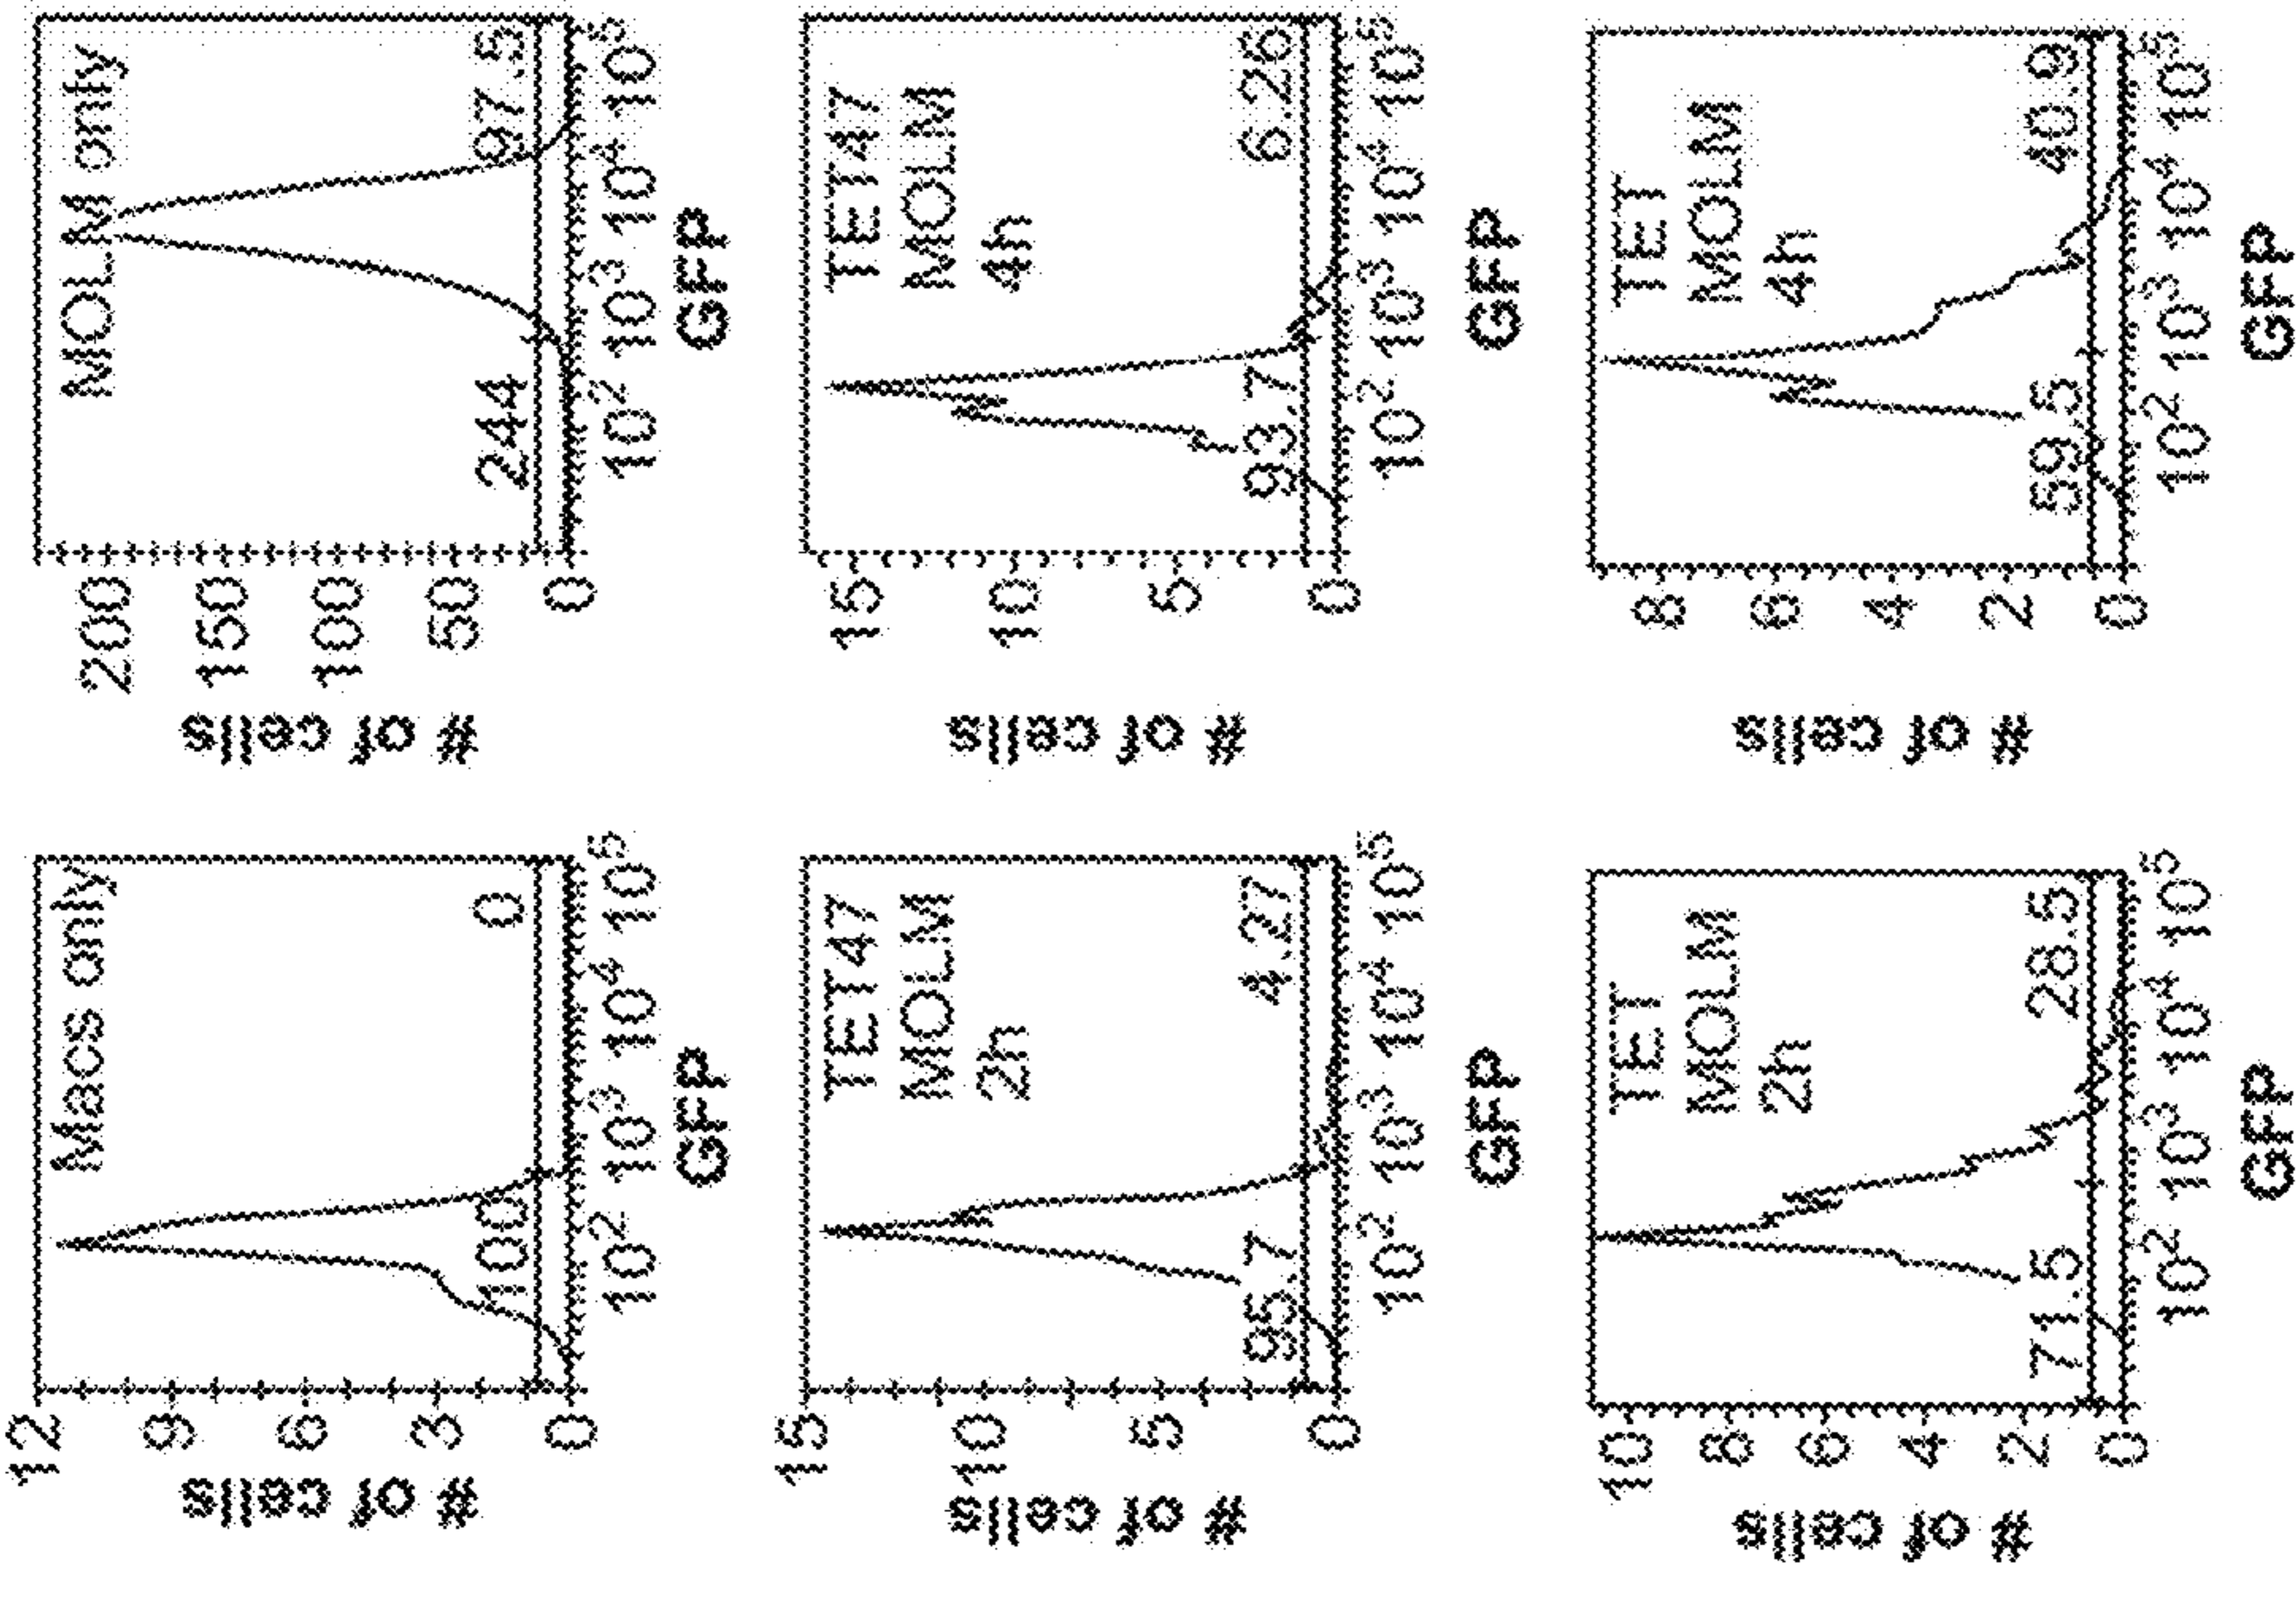 Macs only
# of cells
12
9
6
3
0
100
0
10² 10³ 10⁴ 10⁵
GFP
MOLM only
# of cells
200
150
100
50
0
244
97.5
10² 10³ 10⁴ 10⁵
GFP
TET47
MOLM
2h
# of cells
15
10
5
0
95.7
4.27
10² 10³ 10⁴ 10⁵
GFP
TET47
MOLM
4h
# of cells
15
10
5
0
93.7
6.26
10² 10³ 10⁴ 10⁵
GFP
TET
MOLM
2h
# of cells
10
8
6
4
2
0
71.5
28.5
10² 10³ 10⁴ 10⁵
GFP
TET
MOLM
4h
# of cells
8
6
4
2
0
59.5
40.9
10² 10³ 10⁴ 10⁵
GFP